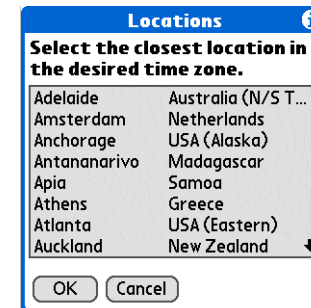 Locations
Select the closest location in
the desired time zone.
Adelaide Australia (N/S T...
Amsterdam Netherlands
Anchorage USA (Alaska)
Antananarivo Madagascar
Apia Samoa
Athens Greece
Atlanta USA (Eastern)
Auckland New Zealand
OK Cancel